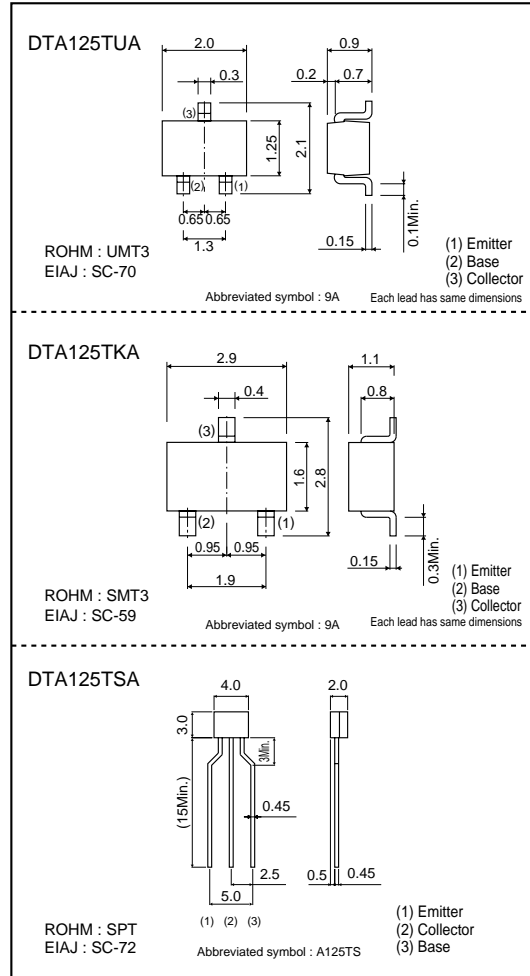 DTA125TUA
2.0
0.3
(3)
1.25
2.1
(2)
(1)
0.65 0.65
1.3
0.9
0.2 0.7
0.15
0.1Min.
ROHM : UMT3
EIAJ : SC-70
Abbreviated symbol : 9A
(1) Emitter
(2) Base
(3) Collector
Each lead has same dimensions
DTA125TKA
2.9
0.4
(3)
1.6
2.8
(2)
(1)
0.95 0.95
1.9
1.1
0.8
0.15
0.3Min.
ROHM : SMT3
EIAJ : SC-59
Abbreviated symbol : 9A
(1) Emitter
(2) Base
(3) Collector
Each lead has same dimensions
DTA125TSA
4.0
2.0
3.0
(15Min.)
3Min.
0.45
2.5
5.0
0.5 0.45
(1) (2) (3)
ROHM : SPT
EIAJ : SC-72
Abbreviated symbol : A125TS
(1) Emitter
(2) Collector
(3) Base